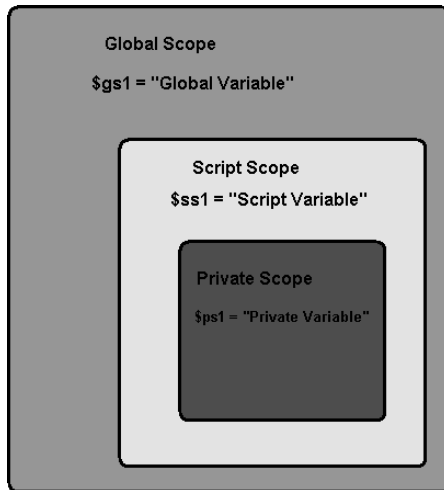 Global Scope
$gs1 = "Global Variable"
Script Scope
$ss1 = "Script Variable"
Private Scope
$ps1 = "Private Variable"